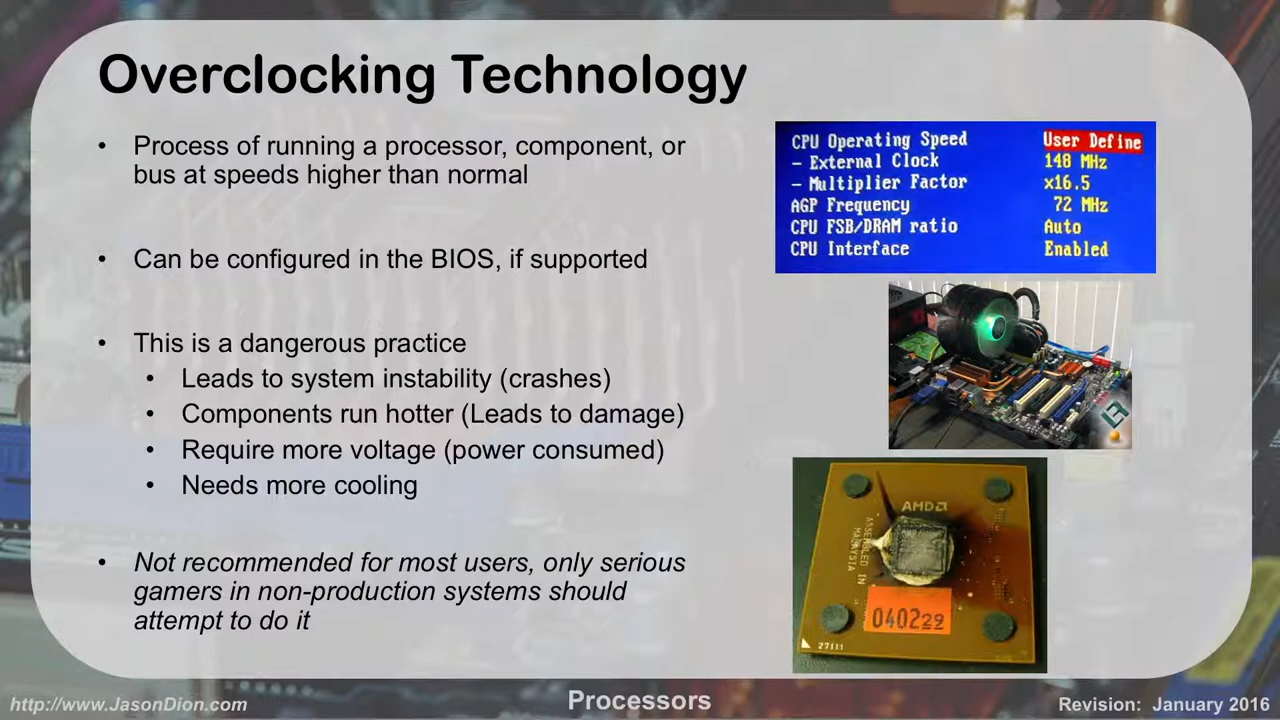 Overclocking Technology
• Process of running a processor, component, or
bus at speeds higher than normal
• Can be configured in the BIOS, if supported
• This is a dangerous practice
• Leads to system instability (crashes)
• Components run hotter (Leads to damage)
• Require more voltage (power consumed)
• Needs more cooling
• Not recommended for most users, only serious
gamers in non-production systems should
attempt to do it
CPU Operating Speed User Define
- External Clock 148 MHz
- Multiplier Factor x16.5
AGP Frequency 72 MHz
CPU FSB/DRAM ratio Auto
CPU Interface Enabled
AMD
ASSEMBLED IN
MALAYSIA
040229
27111
http://www.JasonDion.com
Processors
Revision: January 2016